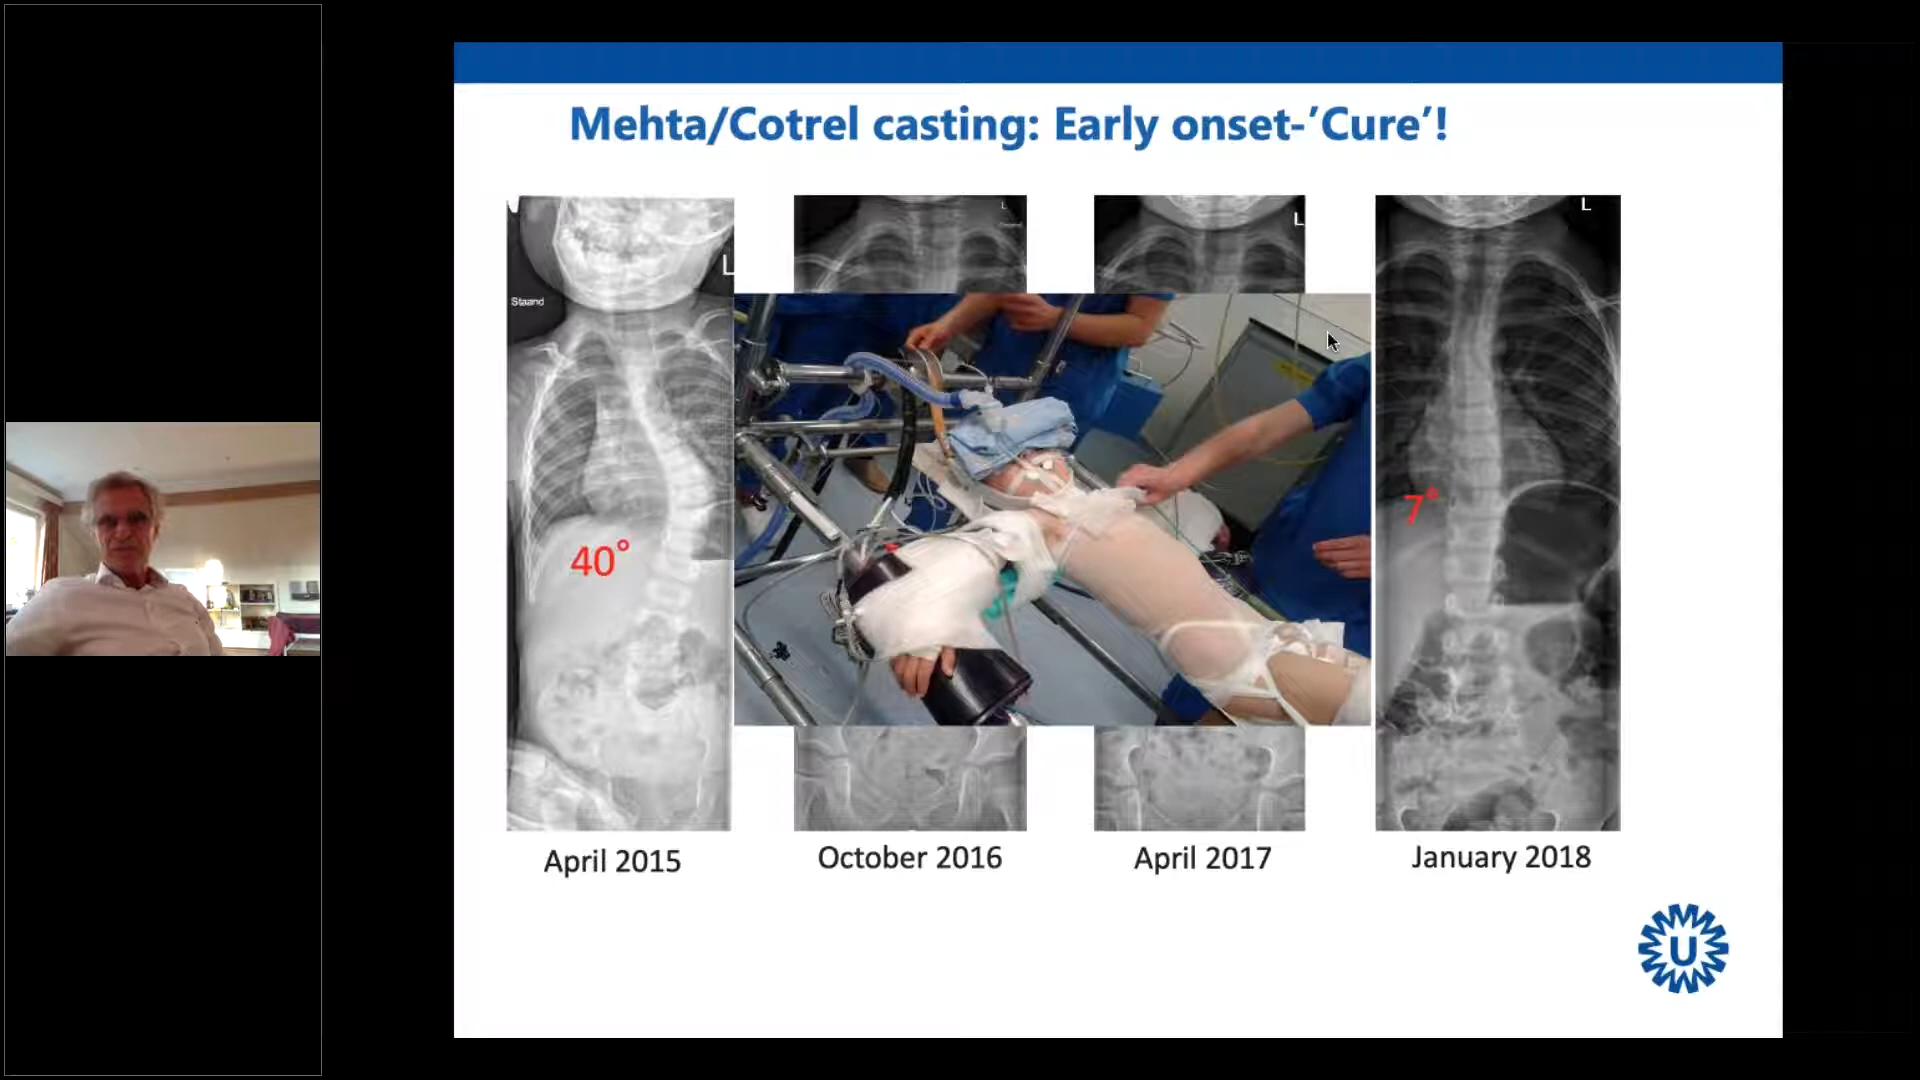 Mehta/Cotrel casting: Early onset-’Cure’!
L
Staand
40°
L
L
L
7°
April 2015
October 2016
April 2017
January 2018
U